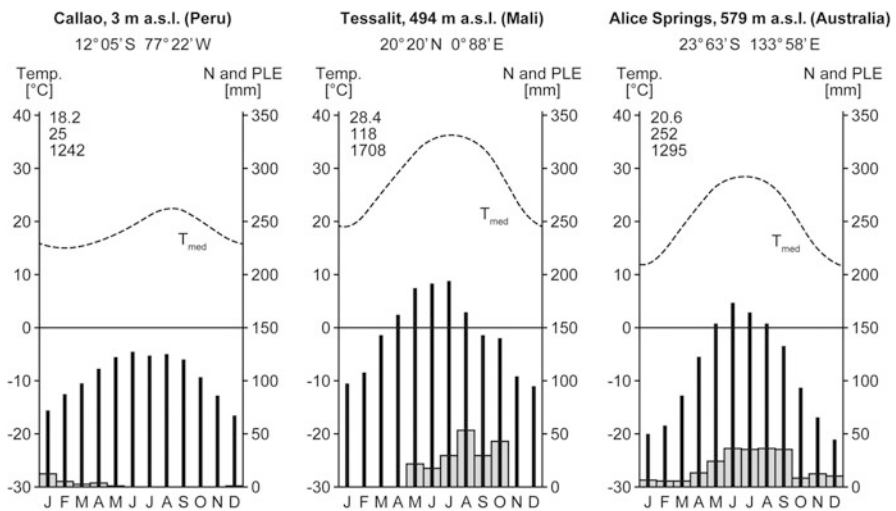 Callao, 3 m a.s.l. (Peru)
12°05'S 77°22'W
Temp.
[°C]
N and PLE
[mm]
40
30
20
10
0
-10
-20
-30
350
300
250
200
150
100
50
0
18.2
25
1242
Tmed
J F M A M J J A S O N D
Tessalit, 494 m a.s.l. (Mali)
20°20'N 0°88'E
Temp.
[°C]
N and PLE
[mm]
40
30
20
10
0
-10
-20
-30
350
300
250
200
150
100
50
0
28.4
118
1708
Tmed
J F M A M J J A S O N D
Alice Springs, 579 m a.s.l. (Australia)
23°63'S 133°58'E
Temp.
[°C]
N and PLE
[mm]
40
30
20
10
0
-10
-20
-30
350
300
250
200
150
100
50
0
20.6
252
1295
Tmed
J F M A M J J A S O N D